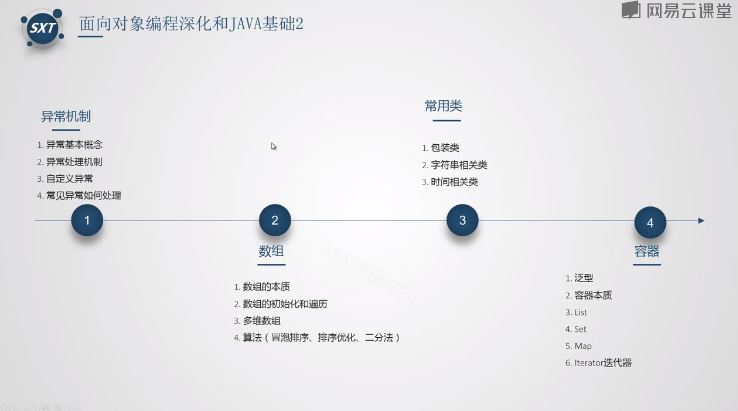 SXT
面向对象编程深化和JAVA基础2
网易云课堂
异常机制
1. 异常基本概念
2. 异常处理机制
3. 自定义异常
4. 常见异常如何处理
1
2
数组
1. 数组的本质
2. 数组的初始化和遍历
3. 多维数组
4. 算法（冒泡排序、排序优化、二分法）
常用类
1. 包装类
2. 字符串相关类
3. 时间相关类
3
4
容器
1. 泛型
2. 容器本质
3. List
4. Set
5. Map
6. Iterator迭代器